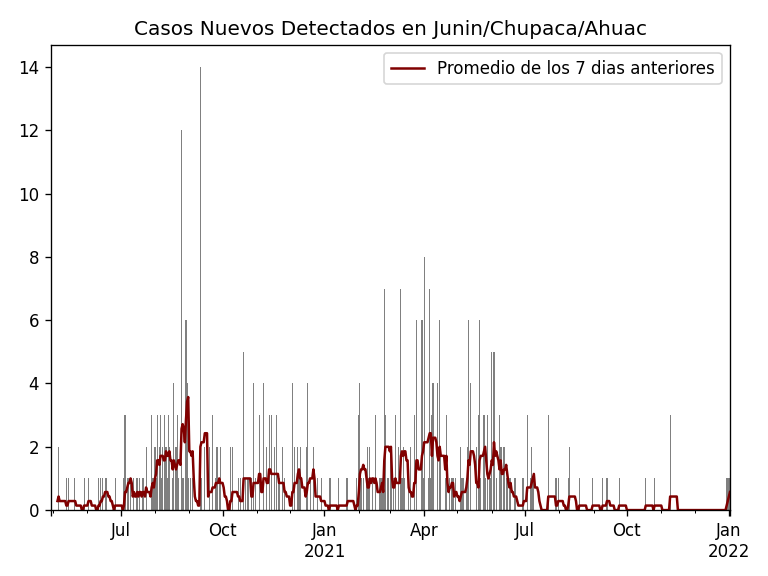 Casos Nuevos Detectados en Junin/Chupaca/Ahuac
Promedio de los 7 dias anteriores
14
12
10
8
6
4
2
0
Jul
Oct
Jan
2021
Apr
Jul
Oct
Jan
2022